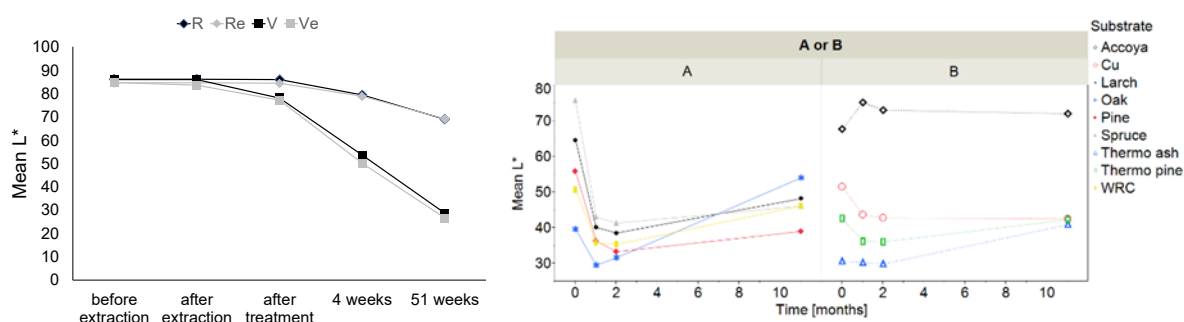 R Re V Ve
100
90
80
70
60
50
40
30
20
10
0
Mean L*
before extraction
after extraction
after treatment
4 weeks
51 weeks
A or B
A B
80
70
60
50
40
30
Mean L*
0 2 4 6 8 10 0 2 4 6 8 10
Time [months]
Substrate
Accoya
Cu
Larch
Oak
Pine
Spruce
Thermo ash
Thermo pine
WRC